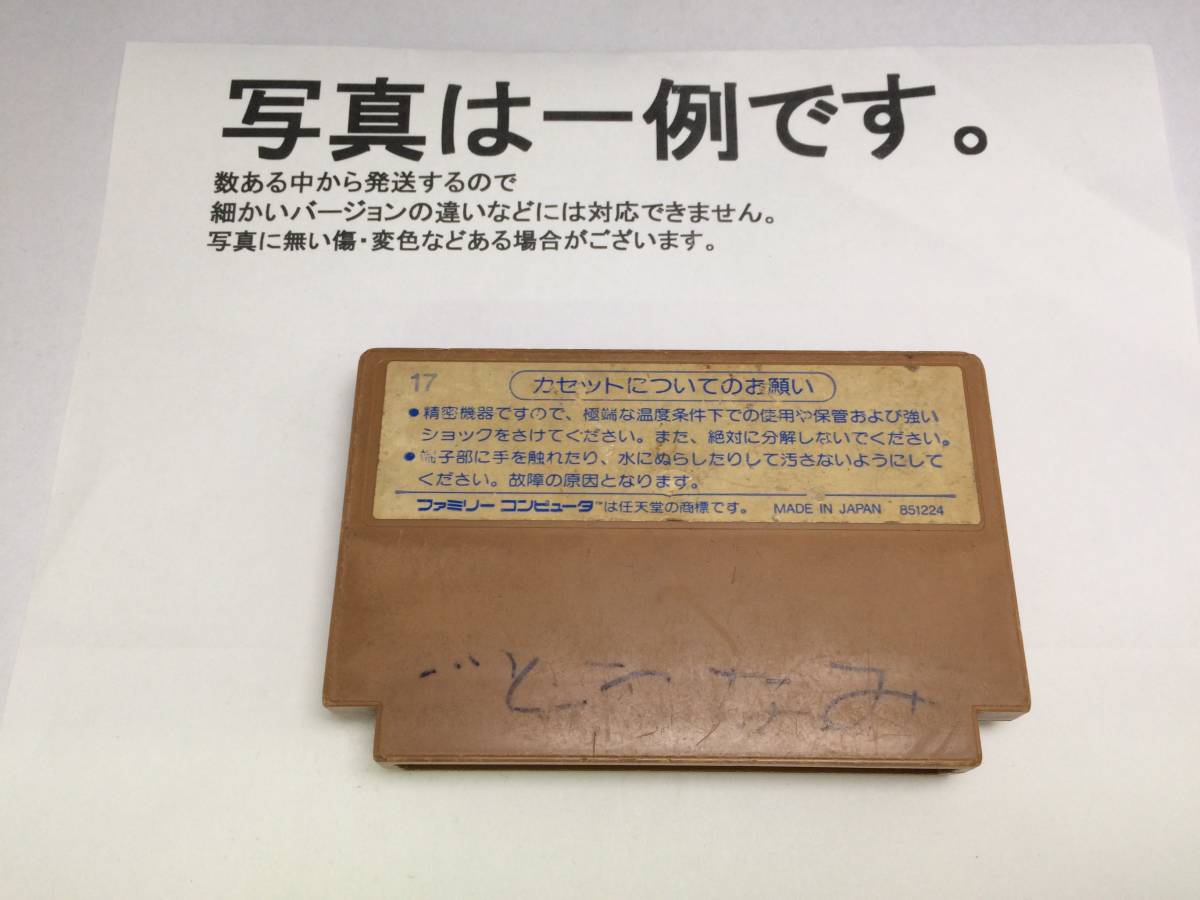 写真は一例です。
数ある中から発送するので
細かいバージョンの違いなどには対応できません。
写真に無い傷・変色などある場合がございます。
17
カセットについてのお願い
●精密機器ですので、極端な温度条件下での使用や保管および強い
ショックをさけてください。また、絶対に分解しないでください。
●端子部に手を触れたり、水にぬらしたりして汚さないようにして
ください。故障の原因となります。
ファミリーコンピュータ™は任天堂の商標です。 MADE IN JAPAN 851224